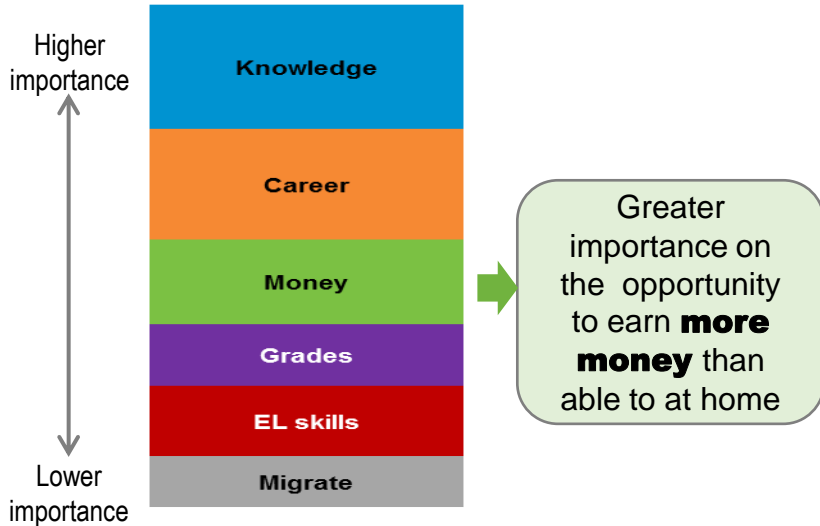 Higher
importance
Knowledge
Career
Money
Grades
EL skills
Migrate
Lower
importance
Greater
importance on
the opportunity
to earn more
money than
able to at home